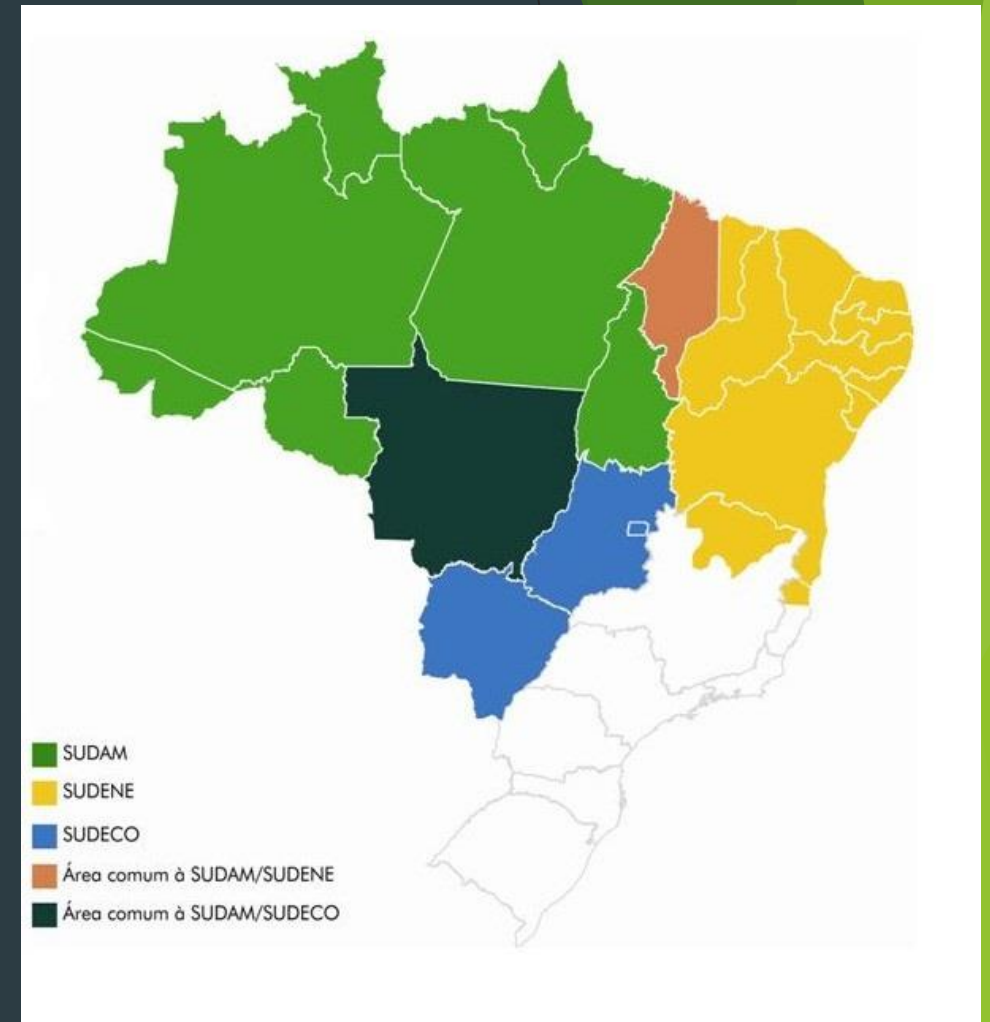 SUDAM
SUDENE
SUDECO
Área comum à SUDAM/SUDENE
Área comum à SUDAM/SUDECO